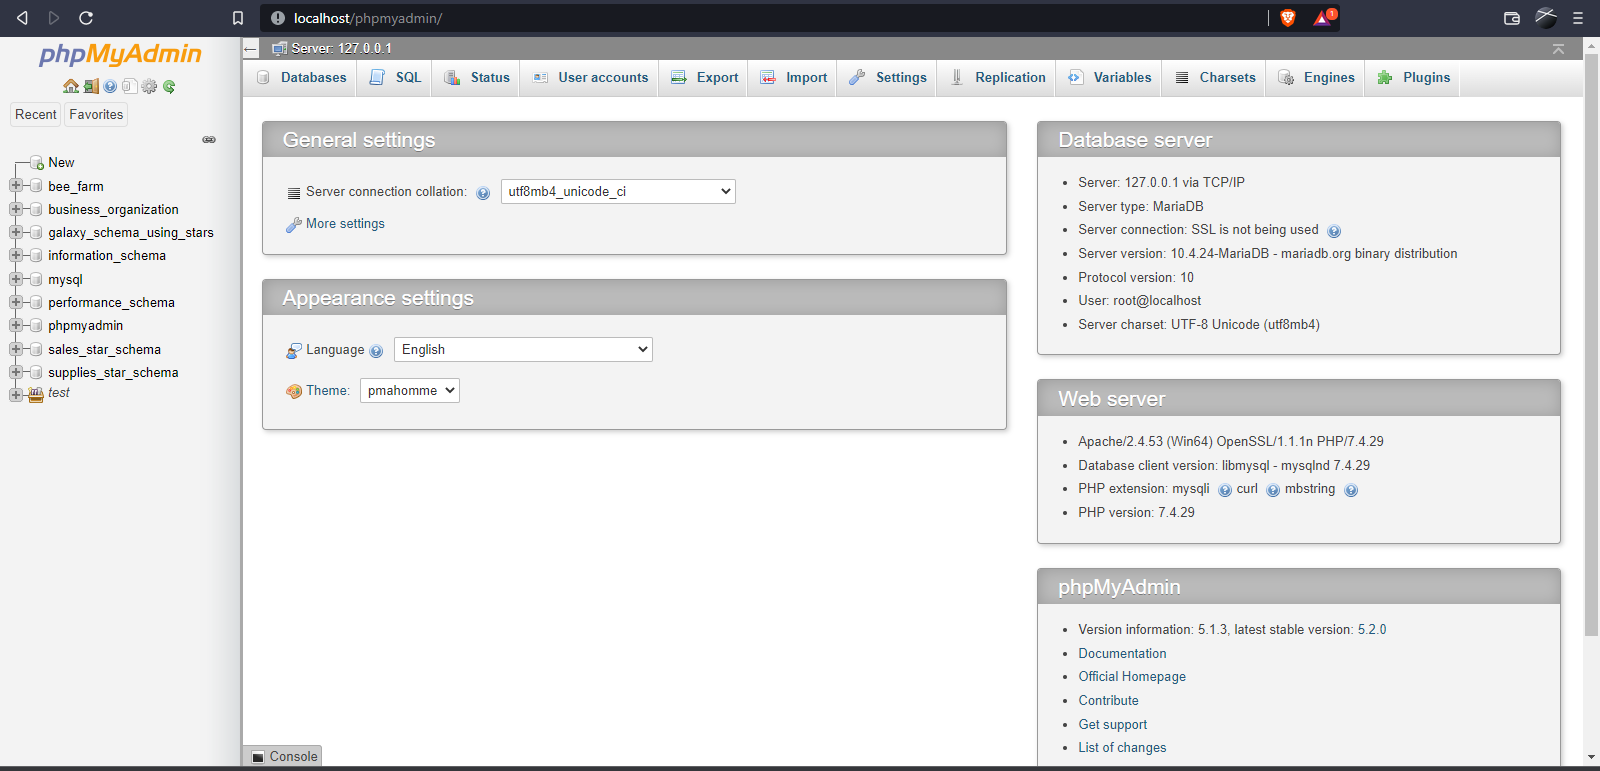 localhost/phpmyadmin/
1
phpMyAdmin
Recent
Favorites
New
bee_farm
business_organization
galaxy_schema_using_stars
information_schema
mysql
performance_schema
phpmyadmin
sales_star_schema
supplies_star_schema
test
Server: 127.0.0.1
Databases
SQL
Status
User accounts
Export
Import
Settings
Replication
Variables
Charsets
Engines
Plugins
General settings
Server connection collation:
utf8mb4_unicode_ci
More settings
Appearance settings
Language
English
Theme:
pmahomme
Database server
Server: 127.0.0.1 via TCP/IP
Server type: MariaDB
Server connection: SSL is not being used
Server version: 10.4.24-MariaDB - mariadb.org binary distribution
Protocol version: 10
User: root@localhost
Server charset: UTF-8 Unicode (utf8mb4)
Web server
Apache/2.4.53 (Win64) OpenSSL/1.1.1n PHP/7.4.29
Database client version: libmysql - mysqlnd 7.4.29
PHP extension: mysqli curl mbstring
PHP version: 7.4.29
phpMyAdmin
Version information: 5.1.3, latest stable version: 5.2.0
Documentation
Official Homepage
Contribute
Get support
List of changes
Console